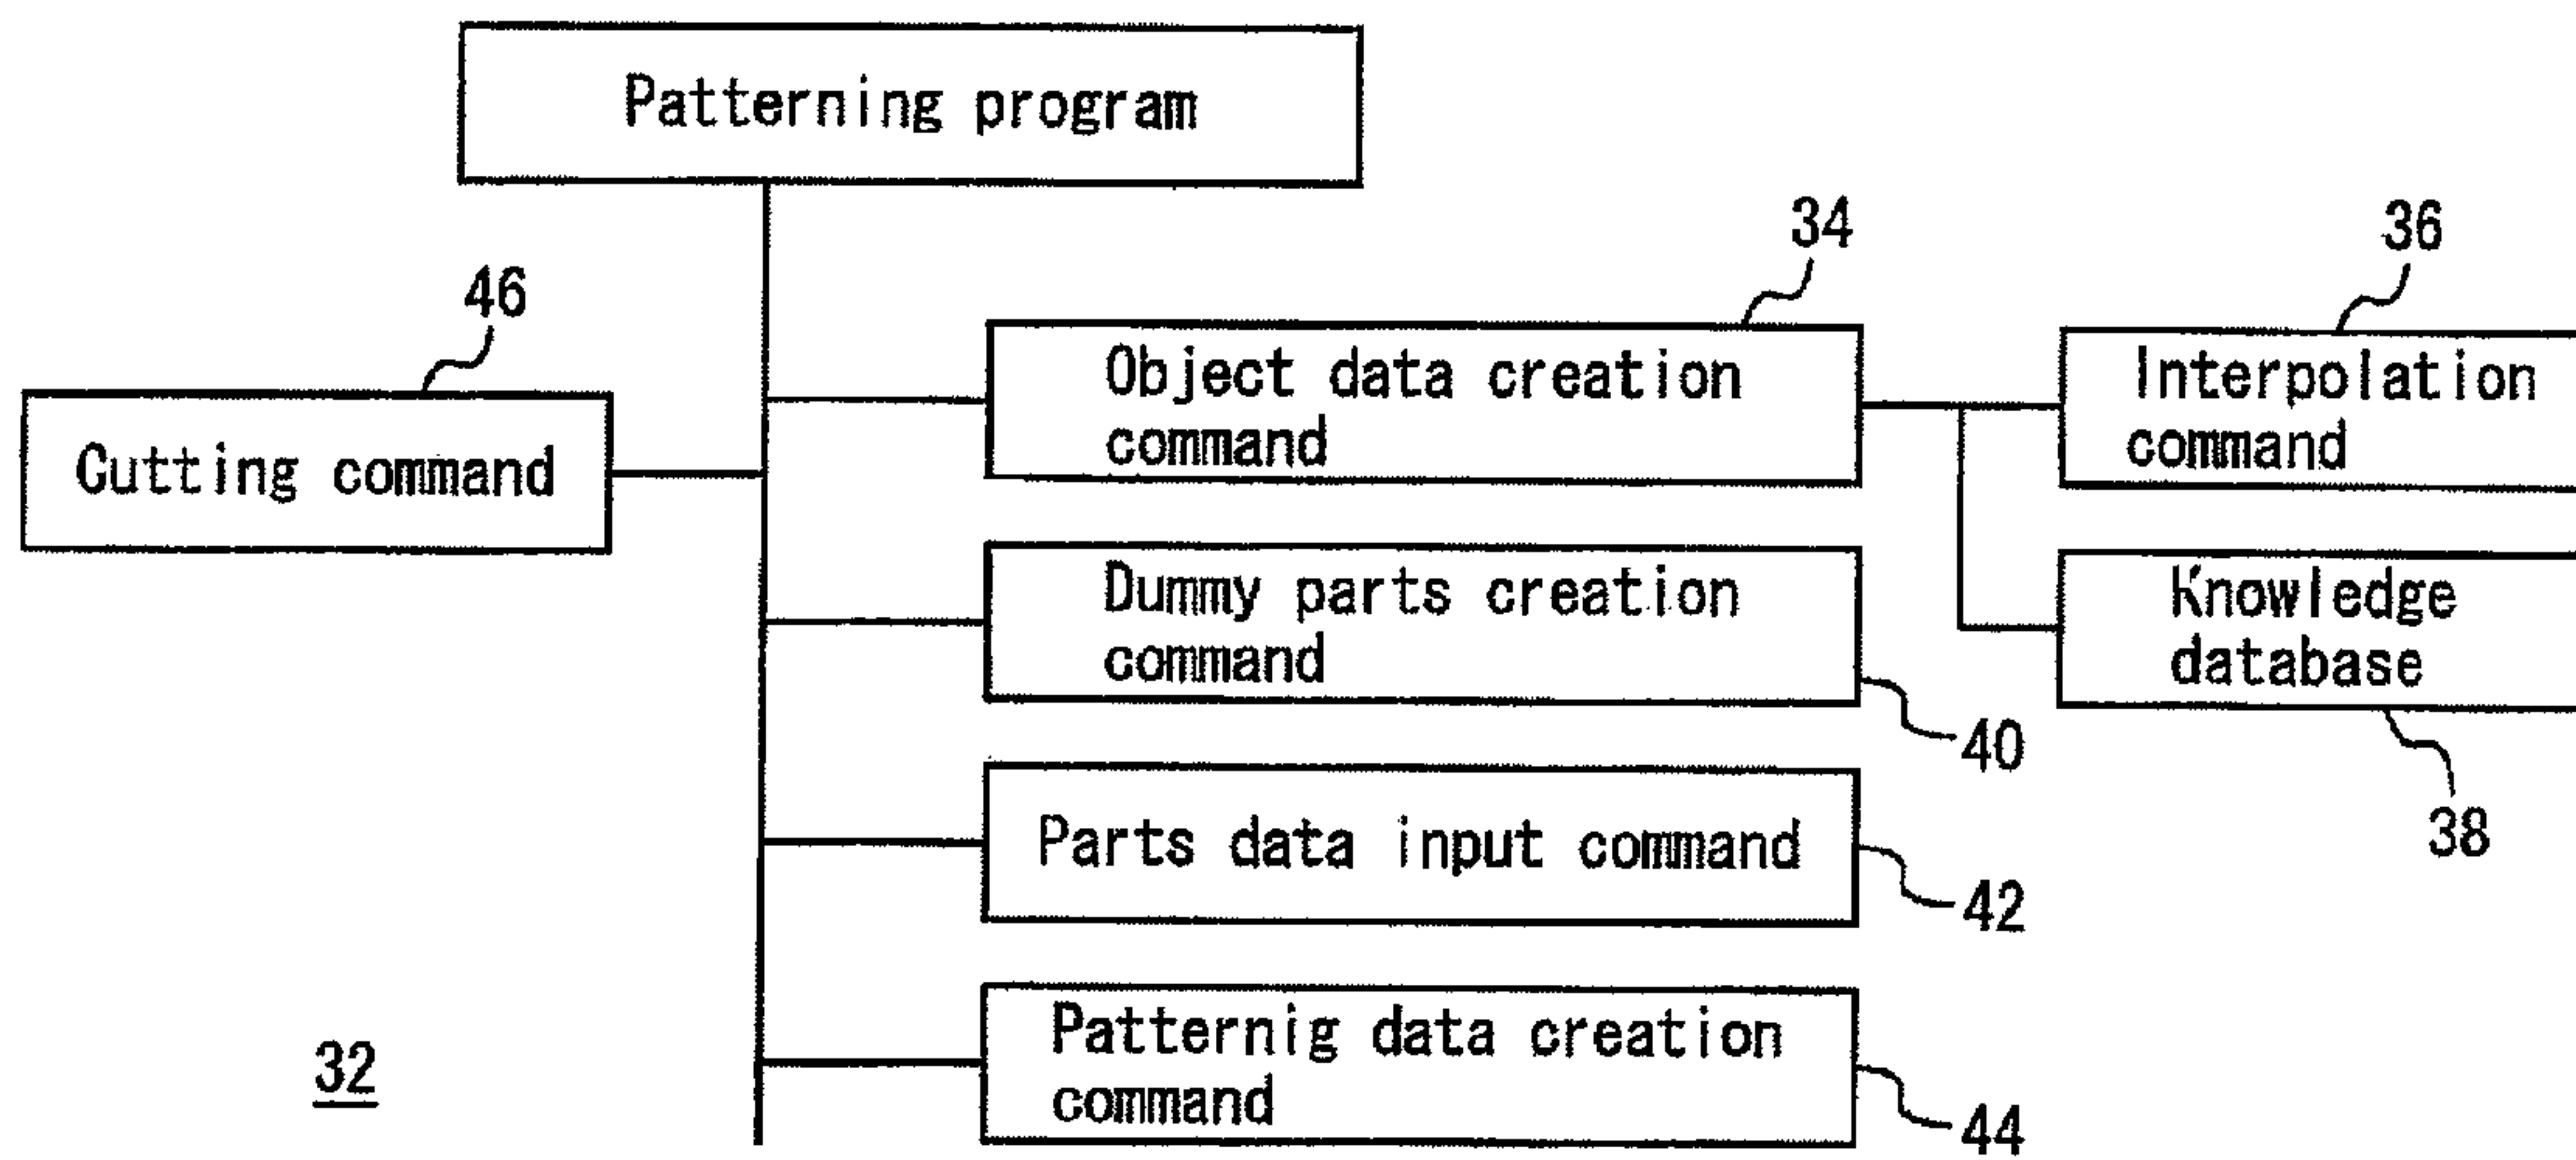 Patterning program
34
36
46
Object data creation
command
Interpolation
command
Cutting command
Dummy parts creation
command
Knowledge
database
40
38
Parts data input command
42
Patternig data creation
command
32
44